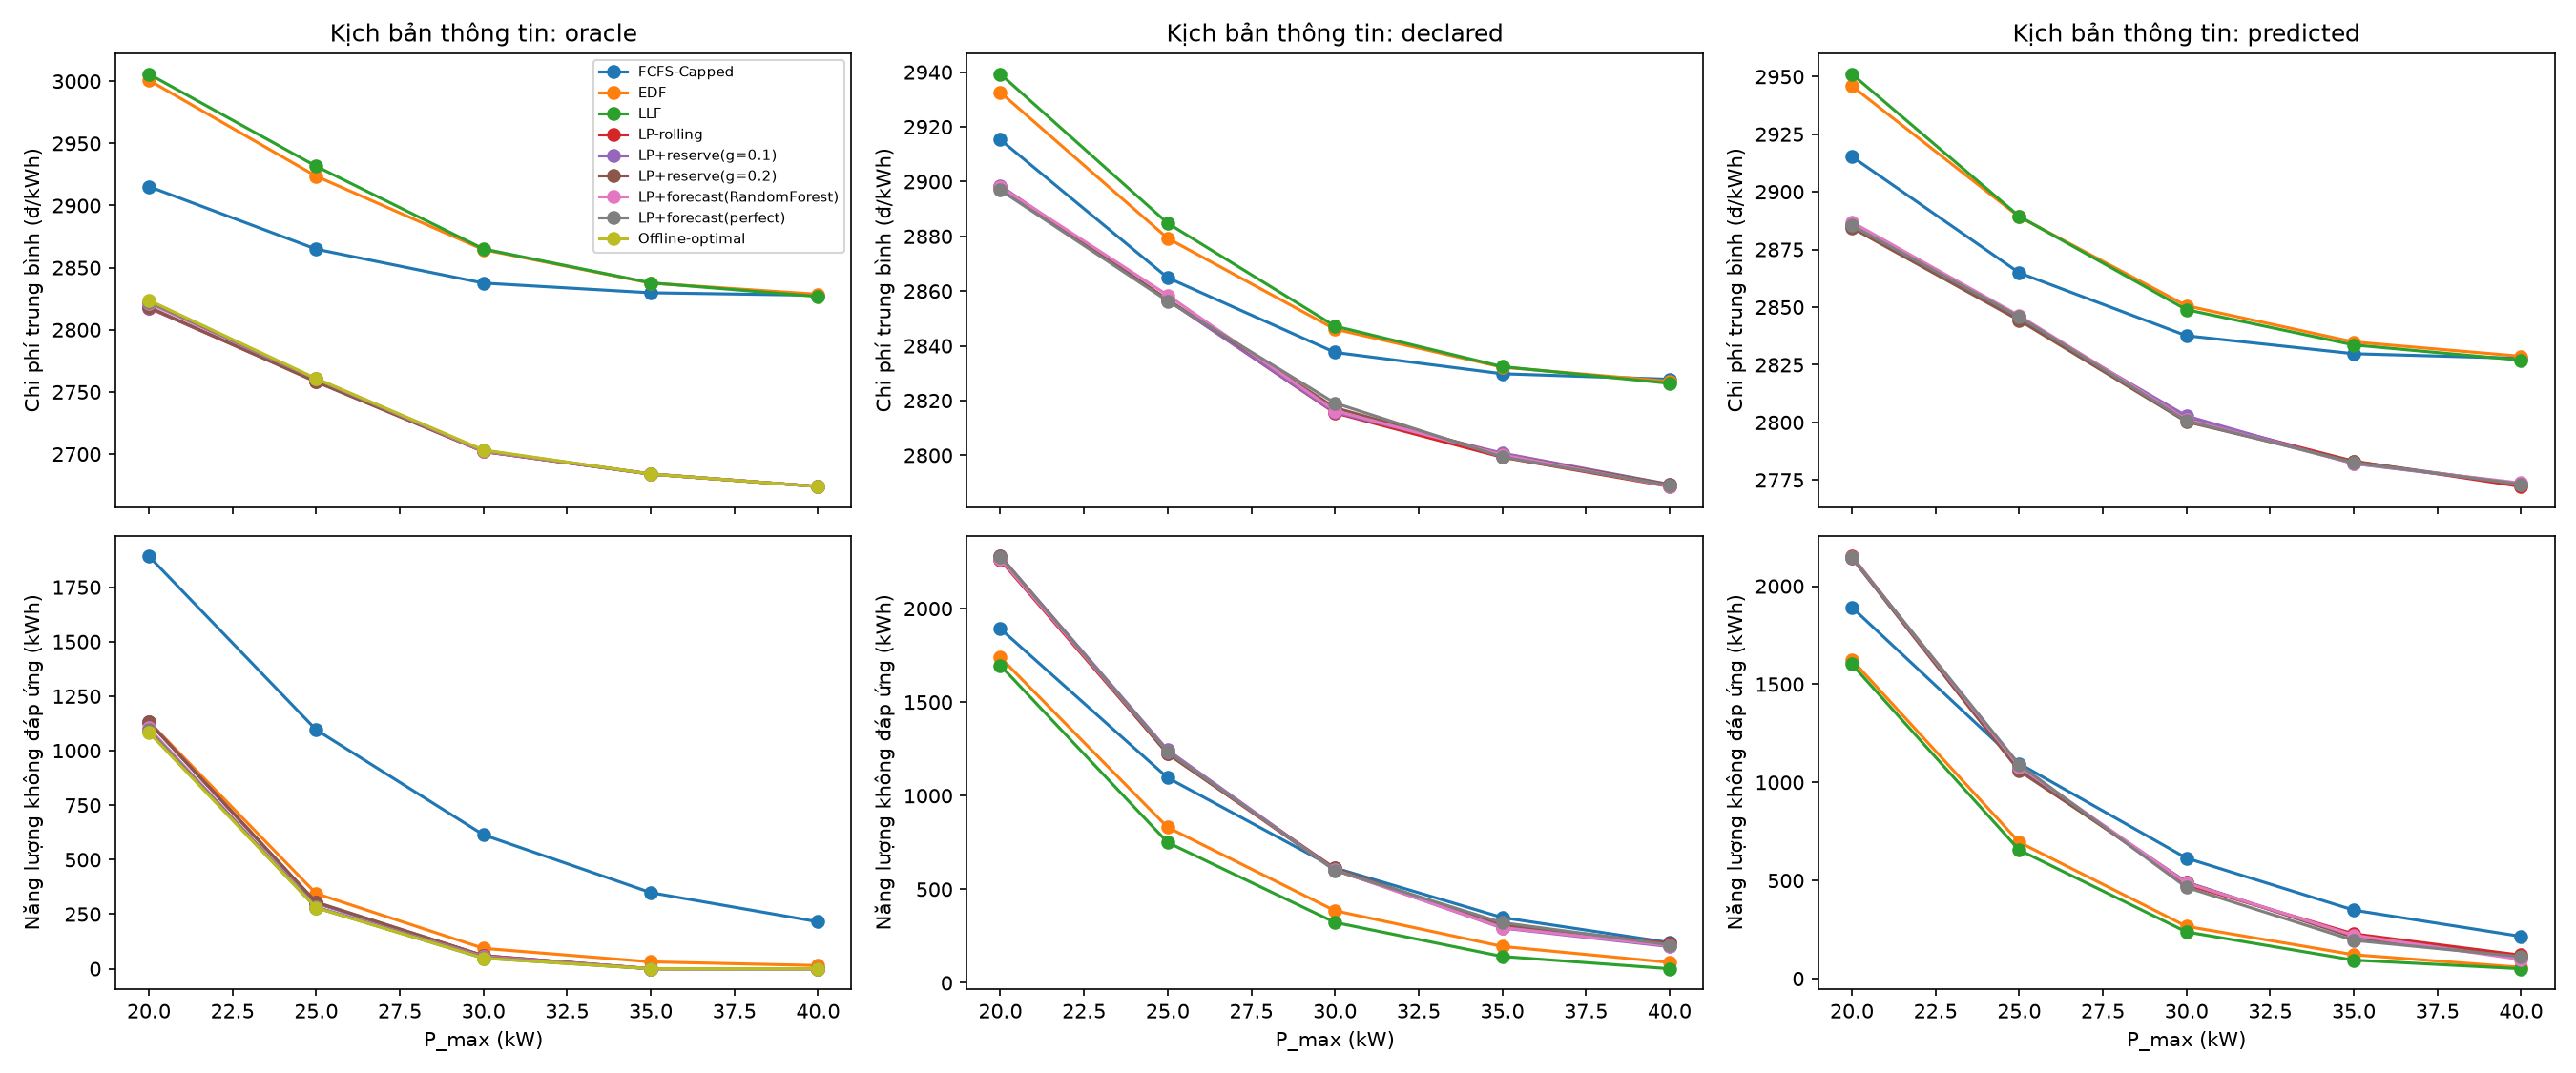 Kịch bản thông tin: oracle
Kịch bản thông tin: declared
Kịch bản thông tin: predicted
Chi phí trung bình (đ/kWh)
3000
2950
2900
2850
2800
2750
2700
FCFS-Capped
EDF
LLF
LP-rolling
LP+reserve(g=0.1)
LP+reserve(g=0.2)
LP+forecast(RandomForest)
LP+forecast(perfect)
Offline-optimal
Chi phí trung bình (đ/kWh)
2940
2920
2900
2880
2860
2840
2820
2800
Chi phí trung bình (đ/kWh)
2950
2925
2900
2875
2850
2825
2800
2775
Năng lượng không đáp ứng (kWh)
1750
1500
1250
1000
750
500
250
0
20.0 22.5 25.0 27.5 30.0 32.5 35.0 37.5 40.0
P_max (kW)
Năng lượng không đáp ứng (kWh)
2000
1500
1000
500
0
20.0 22.5 25.0 27.5 30.0 32.5 35.0 37.5 40.0
P_max (kW)
Năng lượng không đáp ứng (kWh)
2000
1500
1000
500
0
20.0 22.5 25.0 27.5 30.0 32.5 35.0 37.5 40.0
P_max (kW)